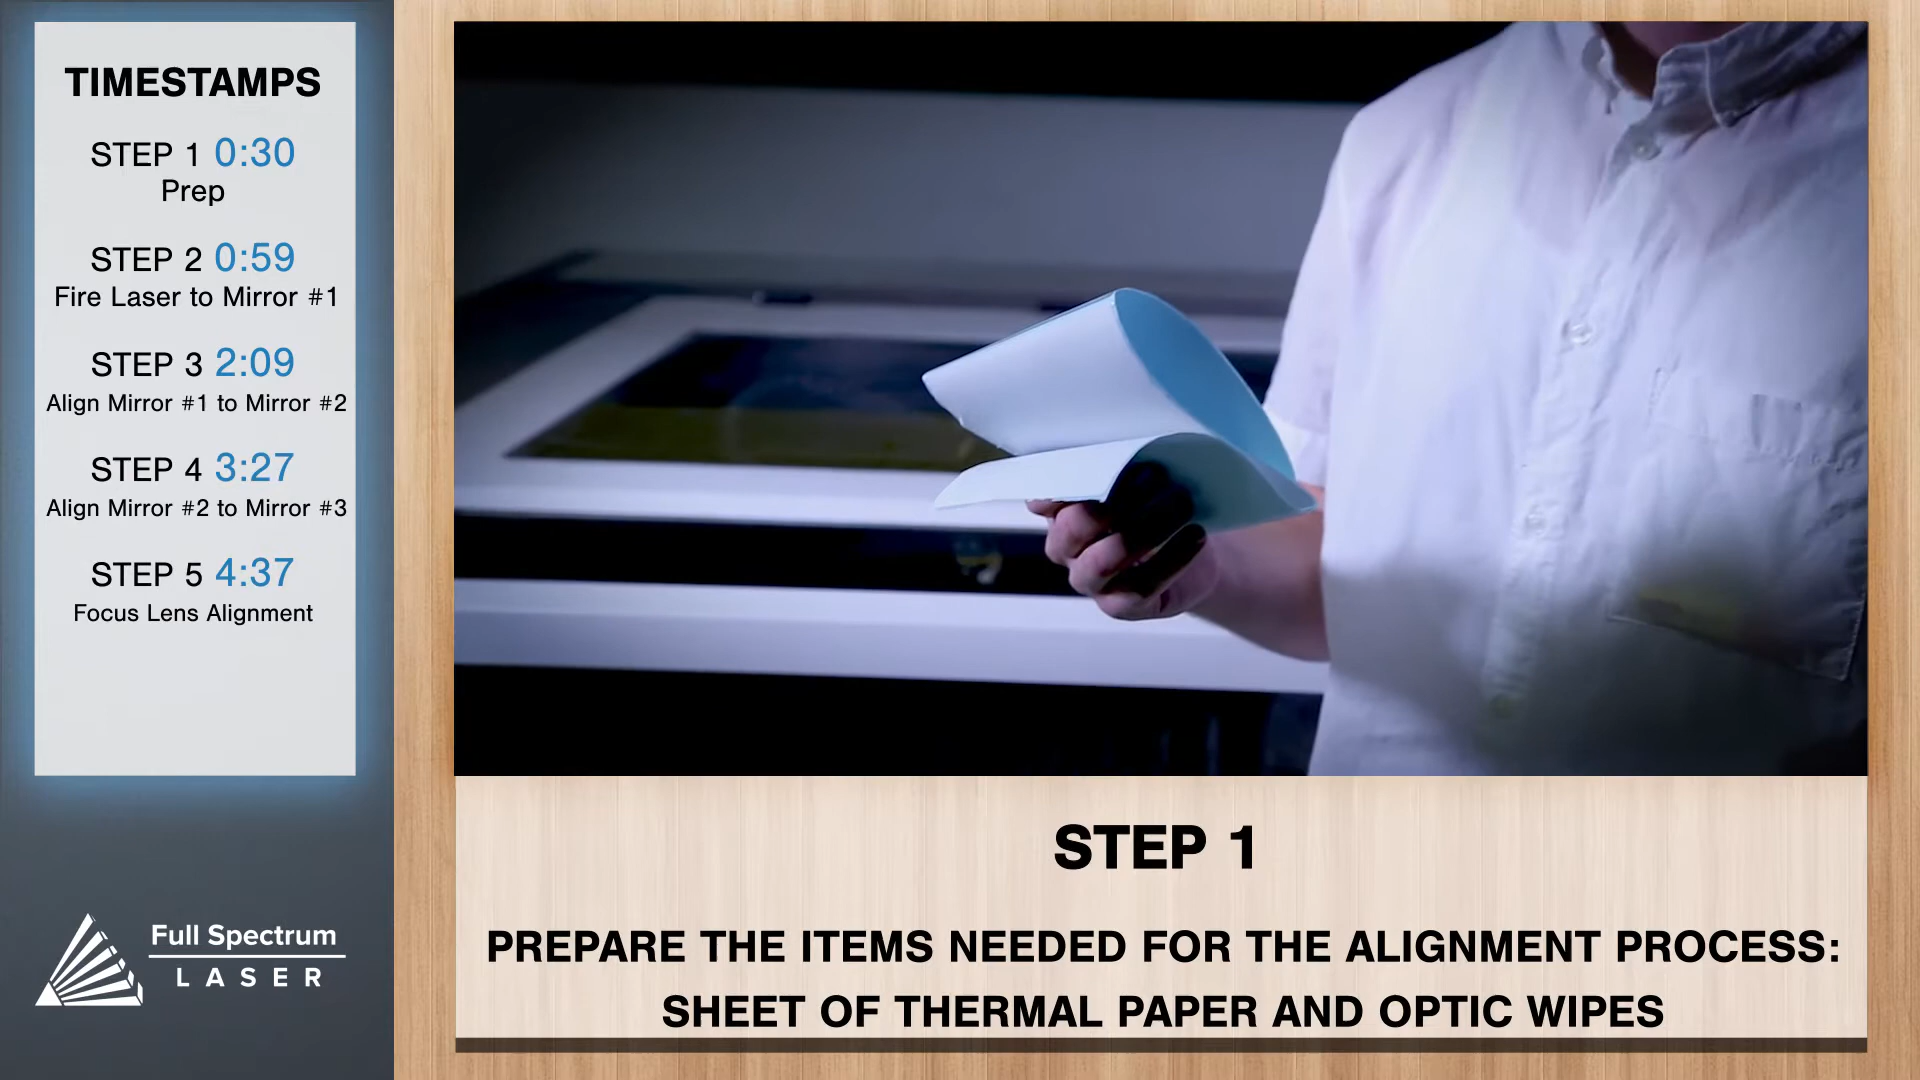 TIMESTAMPS
STEP 1 0:30
Prep
STEP 2 0:59
Fire Laser to Mirror #1
STEP 3 2:09
Align Mirror #1 to Mirror #2
STEP 4 3:27
Align Mirror #2 to Mirror #3
STEP 5 4:37
Focus Lens Alignment
Full Spectrum
LASER
STEP 1
PREPARE THE ITEMS NEEDED FOR THE ALIGNMENT PROCESS:
SHEET OF THERMAL PAPER AND OPTIC WIPES